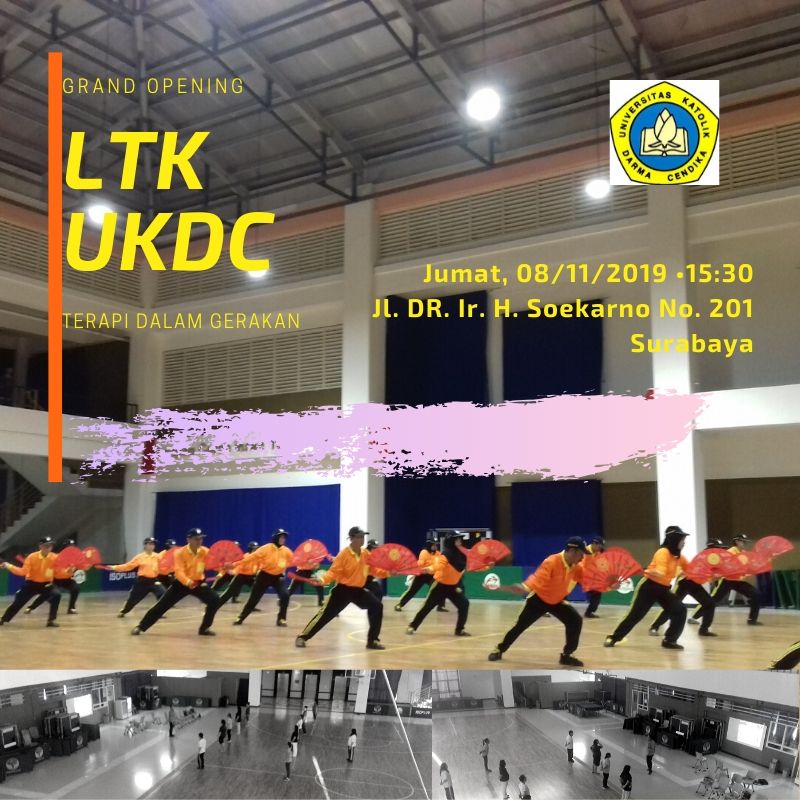 GRAND OPENING
LTK
UKDC
TERAPI DALAM GERAKAN
UNIVERSITAS KATOLIK
DARMA CENDIKA
Jumat, 08/11/2019 •15:30
Jl. DR. Ir. H. Soekarno No. 201
Surabaya
ISOPLUS